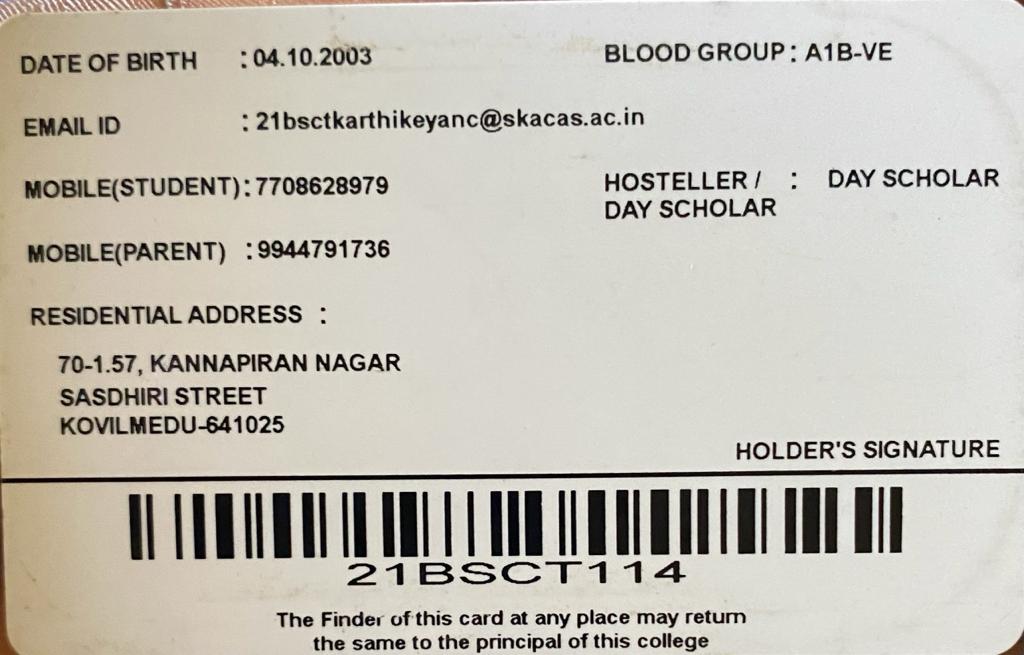 DATE OF BIRTH : 04.10.2003 BLOOD GROUP : A1B-VE
EMAIL ID : 21bsctkarthikeyanc@skacas.ac.in
MOBILE(STUDENT) : 7708628979 HOSTELLER / : DAY SCHOLAR
DAY SCHOLAR
MOBILE(PARENT) : 9944791736
RESIDENTIAL ADDRESS :
70-1.57, KANNAPIRAN NAGAR
SASDHIRI STREET
KOVILMEDU-641025
HOLDER'S SIGNATURE
21BSCT114
The Finder of this card at any place may return
the same to the principal of this college